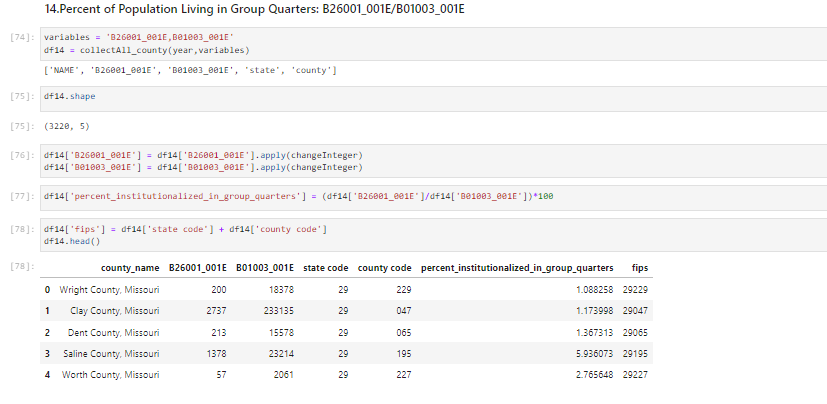 14.Percent of Population Living in Group Quarters: B26001_001E/B01003_001E
[74]: variables = 'B26001_001E,B01003_001E'
df14 = collectAll_county(year,variables)
['NAME', 'B26001_001E', 'B01003_001E', 'state', 'county']
[75]: df14.shape
[75]: (3220, 5)
[76]: df14['B26001_001E'] = df14['B26001_001E'].apply(changeInteger)
df14['B01003_001E'] = df14['B01003_001E'].apply(changeInteger)
[77]: df14['percent_institutionalized_in_group_quarters'] = (df14['B26001_001E']/df14['B01003_001E'])*100
[78]: df14['fips'] = df14['state code'] + df14['county code']
df14.head()
[78]: county_name B26001_001E B01003_001E state code county code percent_institutionalized_in_group_quarters fips
0 Wright County, Missouri 200 18378 29 229 1.088258 29229
1 Clay County, Missouri 2737 233135 29 047 1.173998 29047
2 Dent County, Missouri 213 15578 29 065 1.367313 29065
3 Saline County, Missouri 1378 23214 29 195 5.936073 29195
4 Worth County, Missouri 57 2061 29 227 2.765648 29227